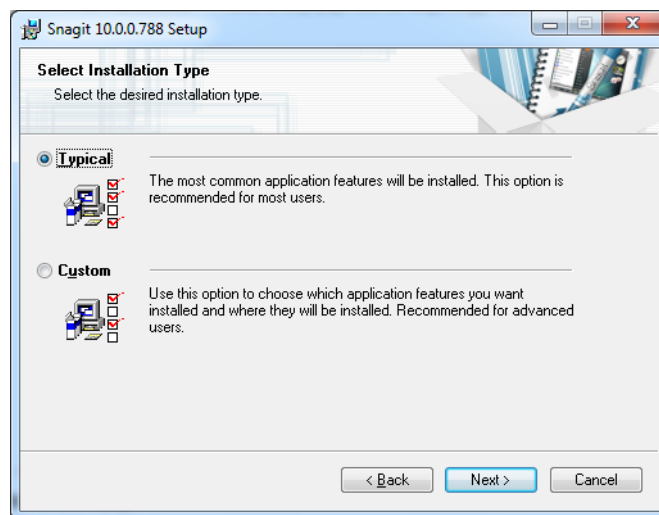 Snagit 10.0.0.788 Setup
Select Installation Type
Select the desired installation type.
Typical
The most common application features will be installed. This option is
recommended for most users.
Custom
Use this option to choose which application features you want
installed and where they will be installed. Recommended for advanced
users.
< Back
Next >
Cancel